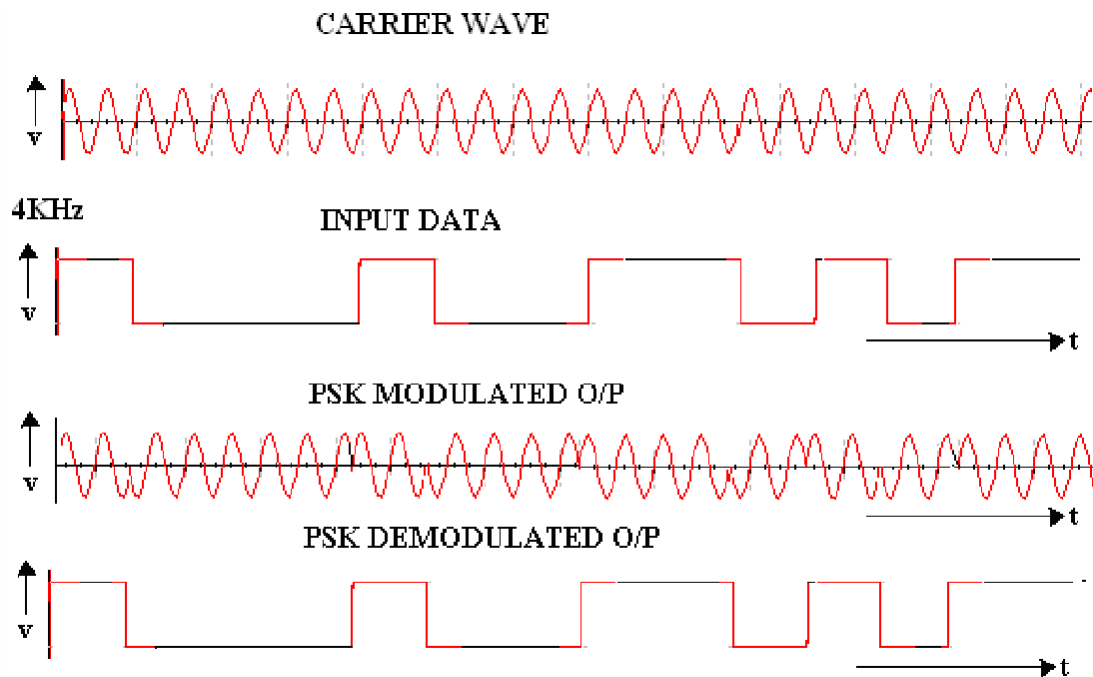 CARRIER WAVE
v
4KHz
INPUT DATA
v
t
PSK MODULATED O/P
v
t
PSK DEMODULATED O/P
v
t